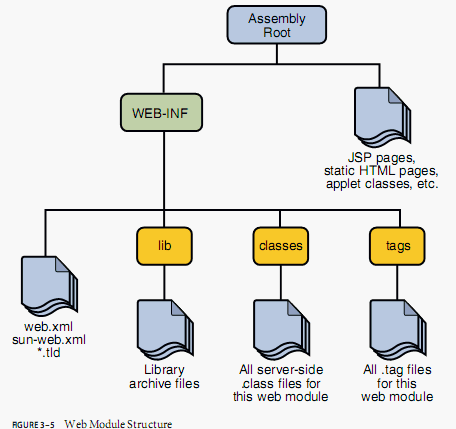 Assembly
Root
WEB-INF
JSP pages,
static HTML pages,
applet classes, etc.
lib
classes
tags
web.xml
sun-web.xml
*.tld
Library
archive files
All server-side
.class files for
this web module
All .tag files
for this
web module
FIGURE 3–5 Web Module Structure